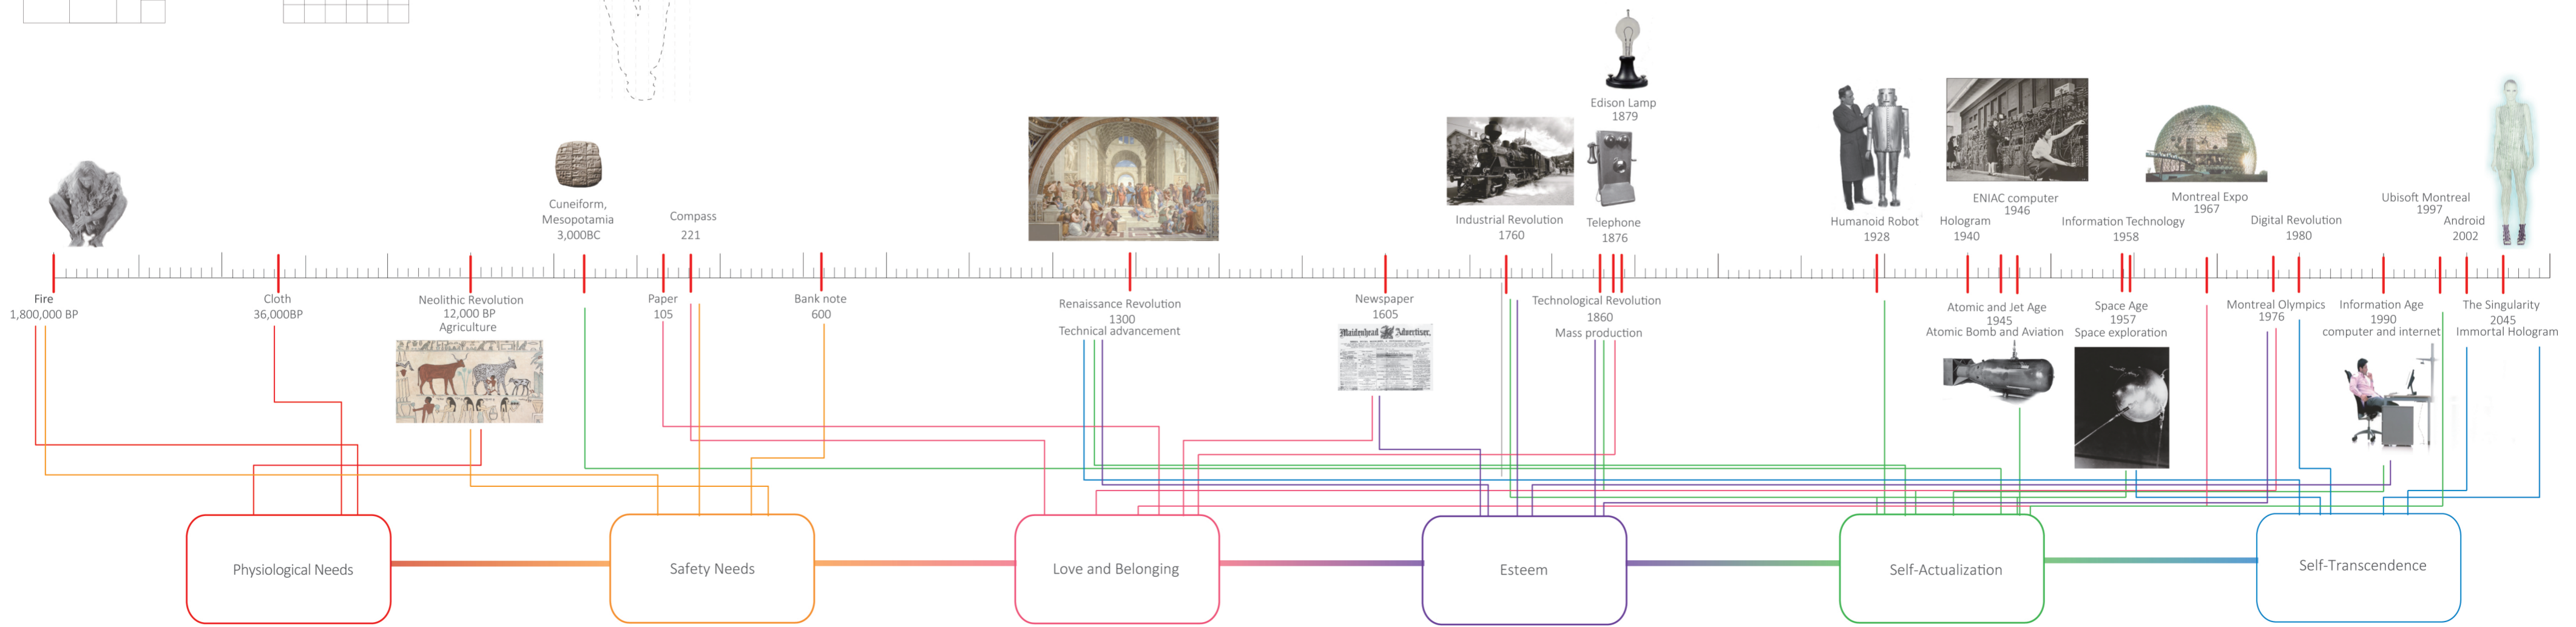 Edison Lamp
1879
Cuneiform,
Mesopotamia
3,000BC
Compass
221
Industrial Revolution
1760
Telephone
1876
Humanoid Robot
1928
ENIAC computer
1946
Hologram
1940
Information Technology
1958
Montreal Expo
1967
Digital Revolution
1980
Ubisoft Montreal
1997
Android
2002
Fire
1,800,000 BP
Cloth
36,000BP
Neolithic Revolution
12,000 BP
Agriculture
Paper
105
Bank note
600
Renaissance Revolution
1300
Technical advancement
Newspaper
1605
Maidenhead Advertiser,
Technological Revolution
1860
Mass production
Atomic and Jet Age
1945
Atomic Bomb and Aviation
Space Age
1957
Space exploration
Montreal Olympics
1976
Information Age
1990
computer and internet
The Singularity
2045
Immortal Hologram
Physiological Needs
Safety Needs
Love and Belonging
Esteem
Self-Actualization
Self-Transcendence